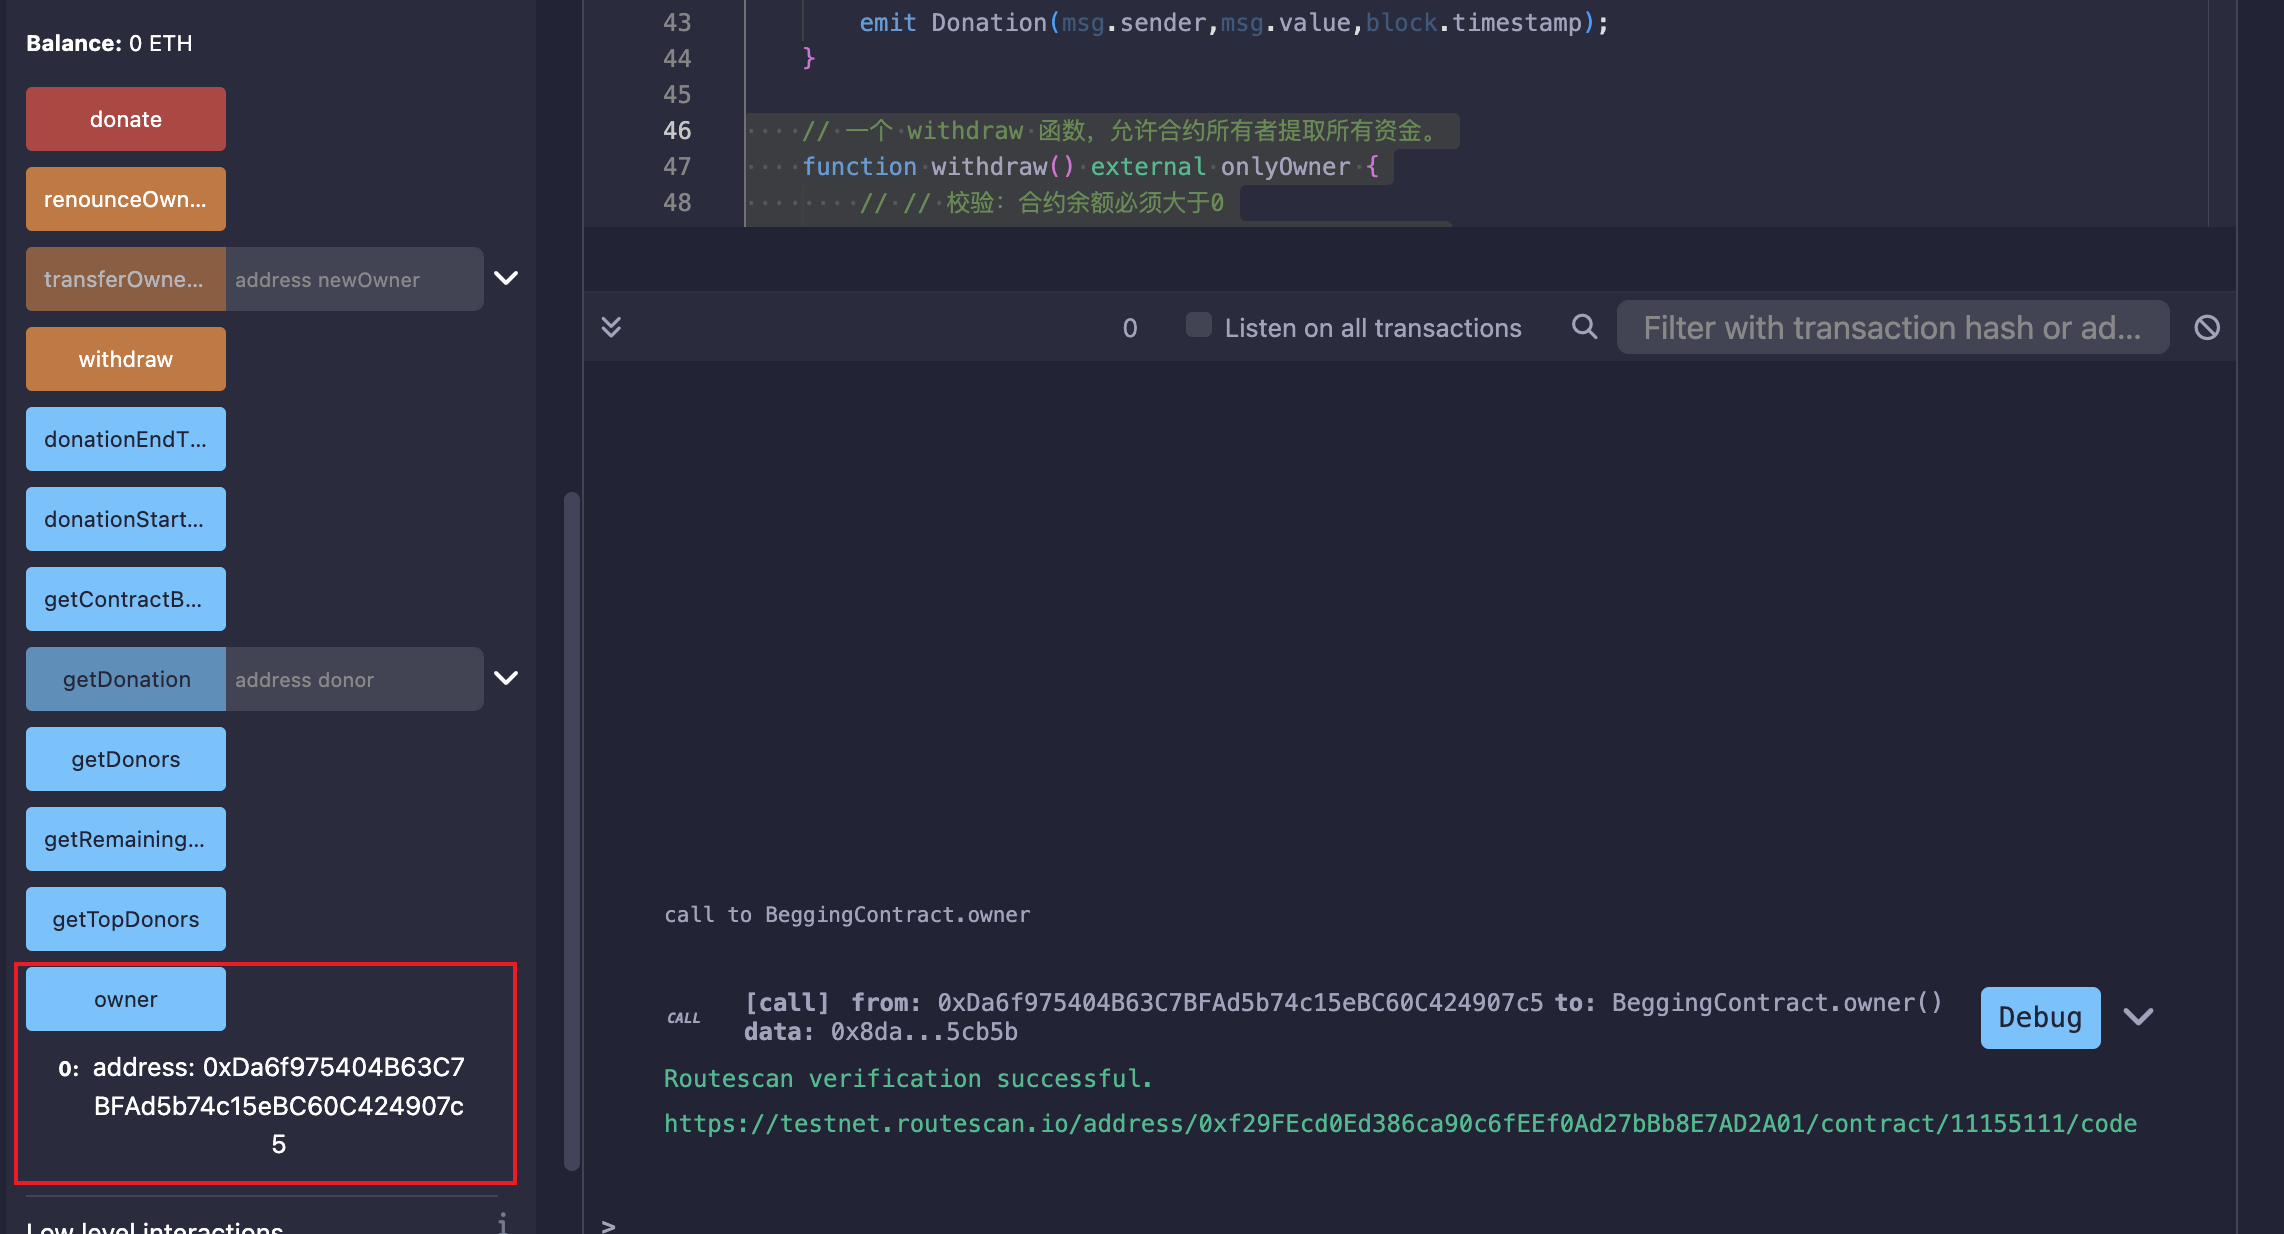 Balance: 0 ETH
donate
renounceOwn...
transferOwne...
address newOwner
withdraw
donationEndT...
donationStart...
getContractB...
getDonation
address donor
getDonors
getRemaining...
getTopDonors
owner
0: address: 0xDa6f975404B63C7
BFAd5b74c15eBC60C424907c
5
Low level interactions
i
43 emit Donation(msg.sender,msg.value,block.timestamp);
44 }
45
46 // 一个 withdraw 函数，允许合约所有者提取所有资金。
47 function withdraw() external onlyOwner {
48 // // 校验：合约余额必须大于0
0
Listen on all transactions
Filter with transaction hash or ad...
call to BeggingContract.owner
CALL
[call] from: 0xDa6f975404B63C7BFAd5b74c15eBC60C424907c5 to: BeggingContract.owner()
data: 0x8da...5cb5b
Debug
Routescan verification successful.
https://testnet.routescan.io/address/0xf29FEcd0Ed386ca90c6fEEf0Ad27bBb8E7AD2A01/contract/11155111/code
>